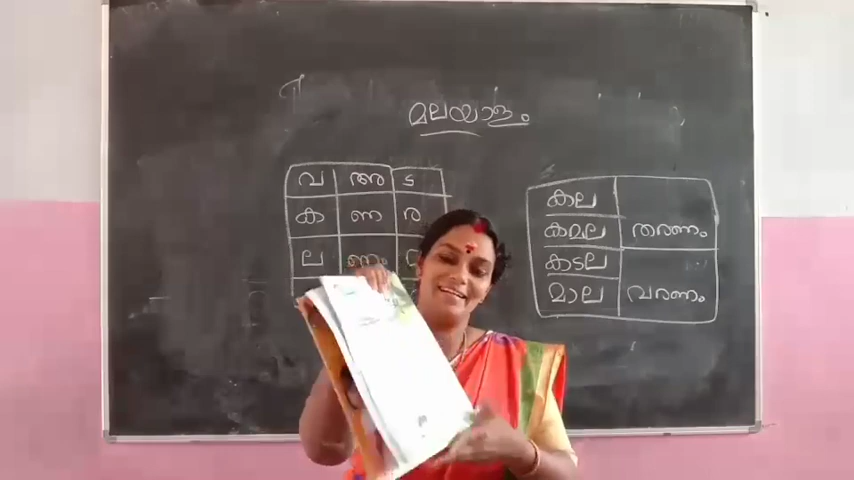 മലയാളം
വ ത്ത ട
ക ണ ര
ല ണം
കല
കമല തരണം
കടല
മാല വരണം